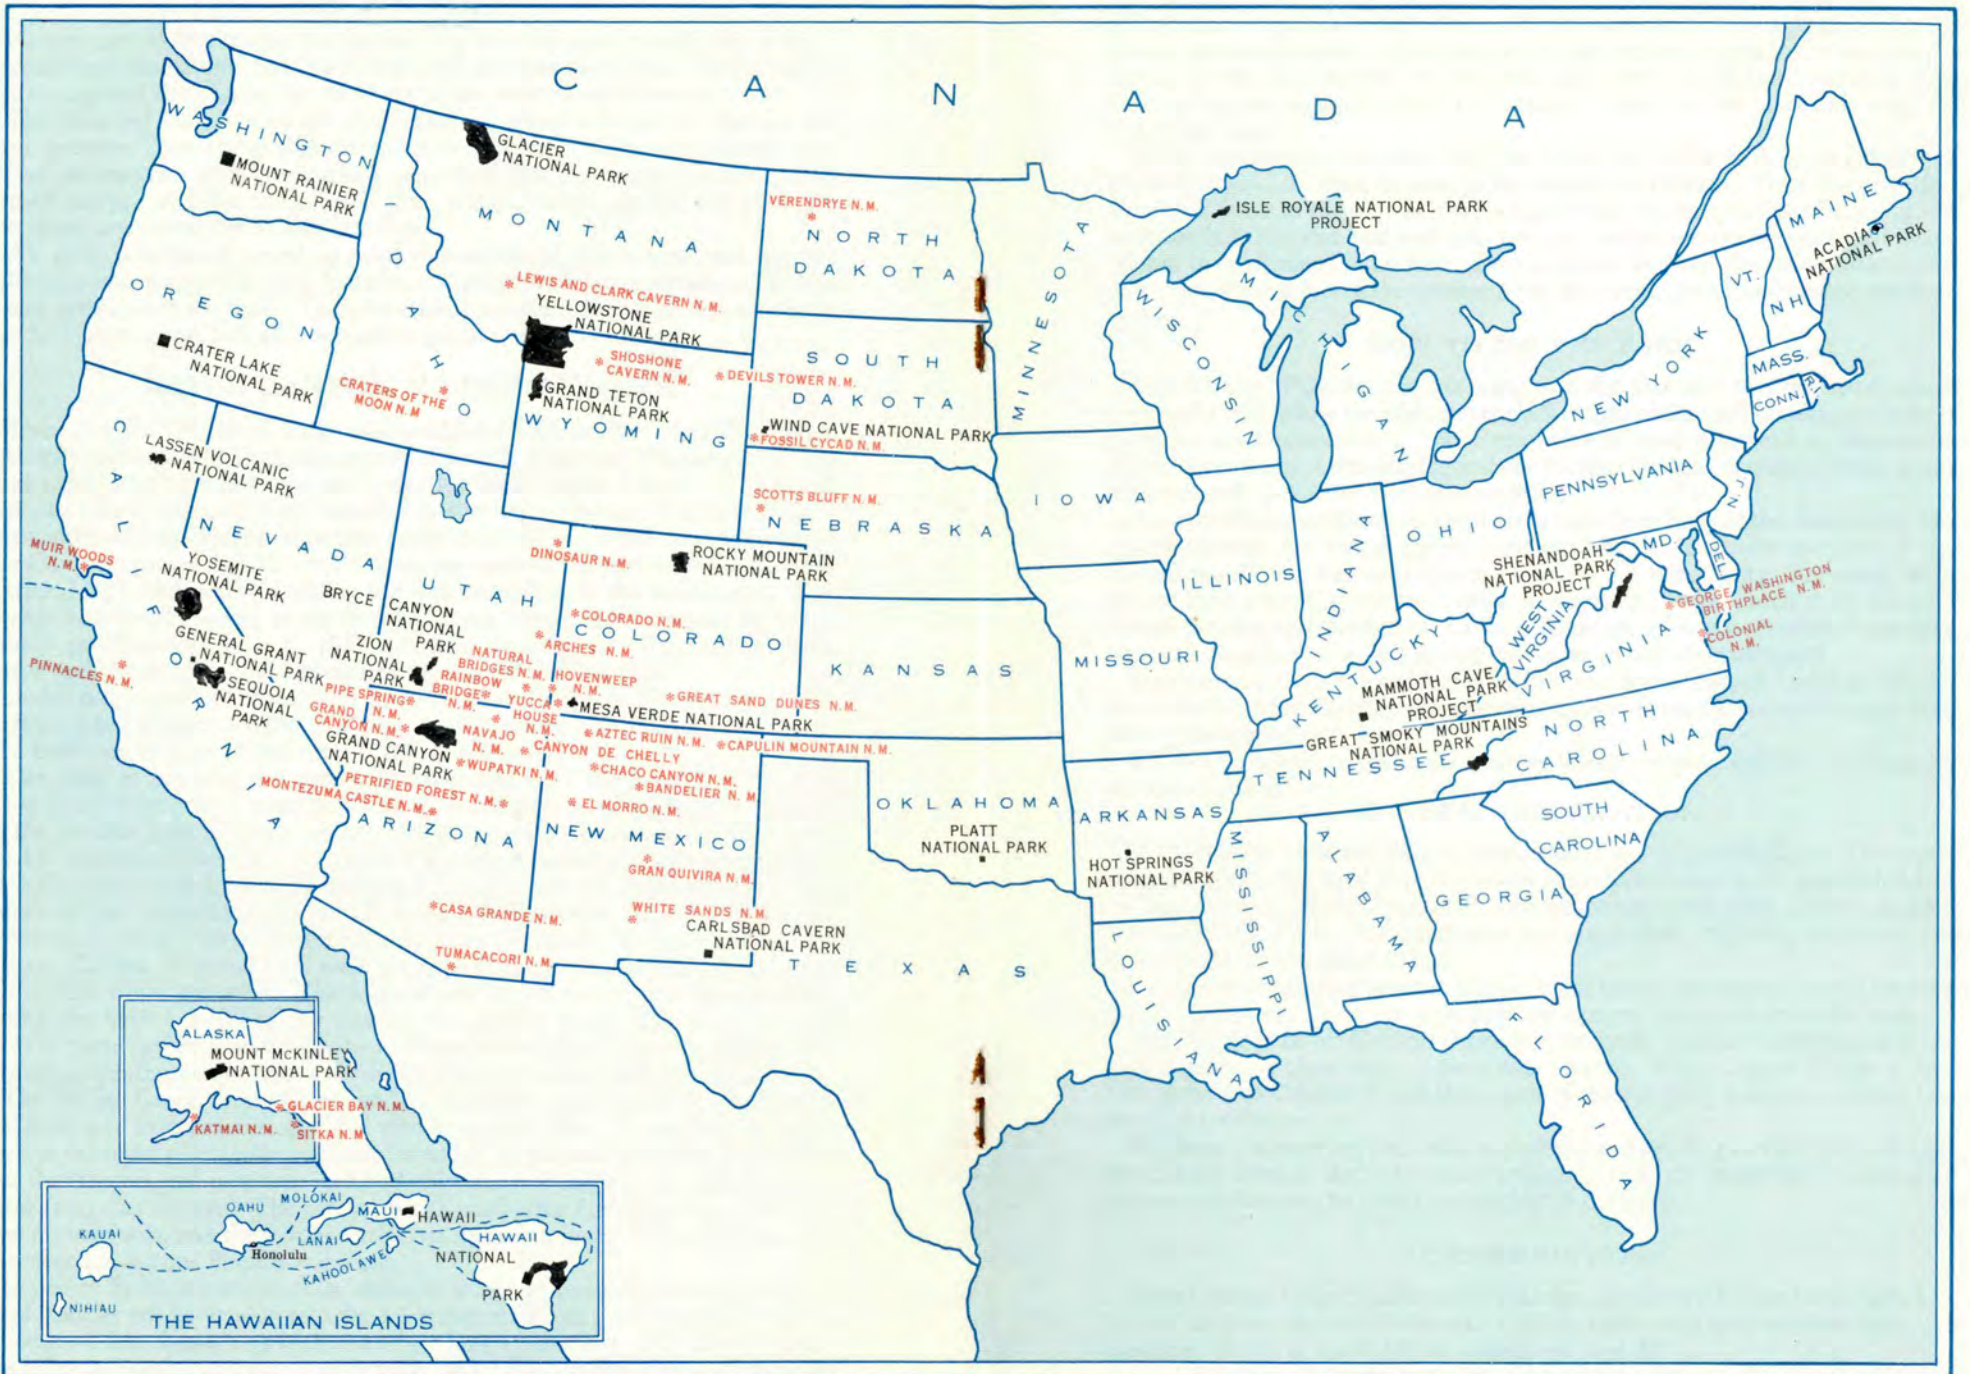 C A N A D A
WASHINGTON
MOUNT RAINIER
NATIONAL PARK
GLACIER
NATIONAL PARK
IDAHO
MONTANA
VERENDRYE N.M.
NORTH
DAKOTA
MINNESOTA
ISLE ROYALE NATIONAL PARK
PROJECT
MAINE
ACADIA
NATIONAL PARK
VT.
NH
OREGON
CRATER LAKE
NATIONAL PARK
LEWIS AND CLARK CAVERN N.M.
YELLOWSTONE
NATIONAL PARK
SHOSHONE
CAVERN N.M.
DEVILS TOWER N.M.
SOUTH
DAKOTA
WISCONSIN
MICHIGAN
NEW YORK
MASS.
CONN.
R.I.
CRATERS OF THE
MOON N.M
GRAND TETON
NATIONAL PARK
WYOMING
WIND CAVE NATIONAL PARK
FOSSIL CYCAD N.M.
CALIFORNIA
LASSEN VOLCANIC
NATIONAL PARK
NEVADA
SCOTTS BLUFF N.M.
NEBRASKA
IOWA
PENNSYLVANIA
N.J.
MUIR WOODS
N.M.
YOSEMITE
NATIONAL PARK
UTAH
DINOSAUR N.M.
ROCKY MOUNTAIN
NATIONAL PARK
ILLINOIS
INDIANA
OHIO
MD.
DEL.
SHENANDOAH
NATIONAL PARK
PROJECT
WEST
VIRGINIA
GEORGE WASHINGTON
BIRTHPLACE N.M.
COLONIAL
N.M.
BRYCE CANYON
NATIONAL
PARK
ZION
NATIONAL
PARK
COLORADO N.M.
COLORADO
ARCHES N.M.
KANSAS
MISSOURI
KENTUCKY
VIRGINIA
GENERAL GRANT
NATIONAL PARK
SEQUOIA
NATIONAL
PARK
PINNACLES N.M.
NATURAL
BRIDGES N.M.
HOVENWEEP
N.M.
RAINBOW
BRIDGE
N.M.
YUCCA
HOUSE
N.M.
GREAT SAND DUNES N.M.
MESA VERDE NATIONAL PARK
PIPE SPRING
N.M.
GRAND
CANYON N.M.
GRAND CANYON
NATIONAL PARK
NAVAJO
N.M.
AZTEC RUIN N.M.
CAPULIN MOUNTAIN N.M.
CANYON DE CHELLY
WUPATKI N.M.
CHACO CANYON N.M.
BANDELIER N.M.
MAMMOTH CAVE
NATIONAL PARK
PROJECT
GREAT SMOKY MOUNTAINS
NATIONAL PARK
TENNESSEE
NORTH
CAROLINA
PETRIFIED FOREST N.M.
MONTEZUMA CASTLE N.M.
EL MORRO N.M.
ARIZONA
NEW MEXICO
OKLAHOMA
PLATT
NATIONAL PARK
ARKANSAS
HOT SPRINGS
NATIONAL PARK
MISSISSIPPI
ALABAMA
GEORGIA
SOUTH
CAROLINA
GRAN QUIVIRA N.M.
CASA GRANDE N.M.
WHITE SANDS N.M.
CARLSBAD CAVERN
NATIONAL PARK
TUMACACORI N.M.
TEXAS
LOUISIANA
FLORIDA
ALASKA
MOUNT McKINLEY
NATIONAL PARK
GLACIER BAY N.M.
KATMAI N.M.
SITKA N.M.
KAUAI
NIHIAU
OAHU
Honolulu
MOLOKAI
LANAI
MAUI
KAHOOLAWE
HAWAII
NATIONAL
PARK
HAWAII
THE HAWAIIAN ISLANDS